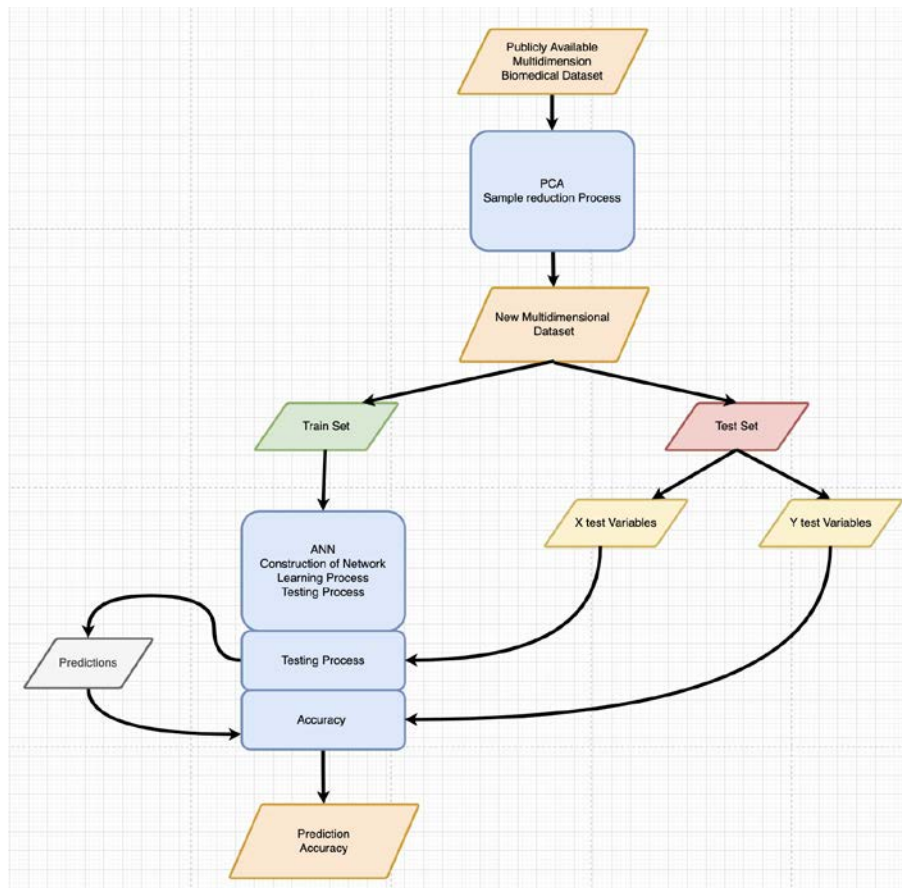 Publicly Available
Multidimension
Biomedical Dataset
PCA
Sample reduction Process
New Multidimensional
Dataset
Train Set
Test Set
X test Variables
Y test Variables
ANN
Construction of Network
Learning Process
Testing Process
Predictions
Testing Process
Accuracy
Prediction
Accuracy